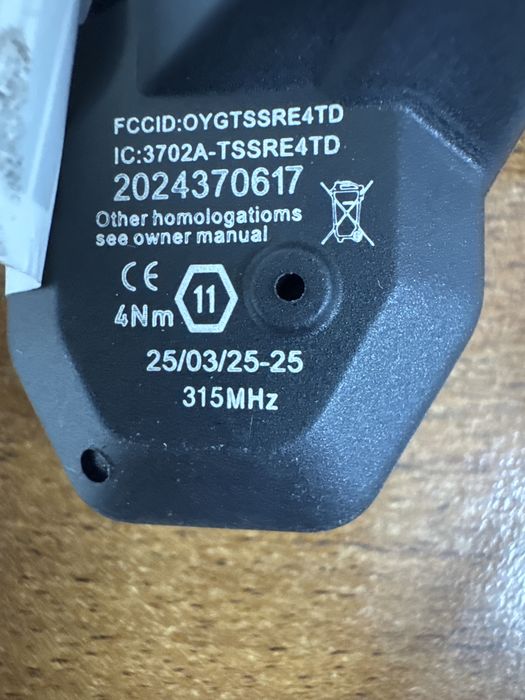 FCCID:OYGTSSRE4TD
IC:3702A-TSSRE4TD
2024370617
Other homologatioms
see owner manual
CE
4Nm 11
25/03/25-25
315MHz